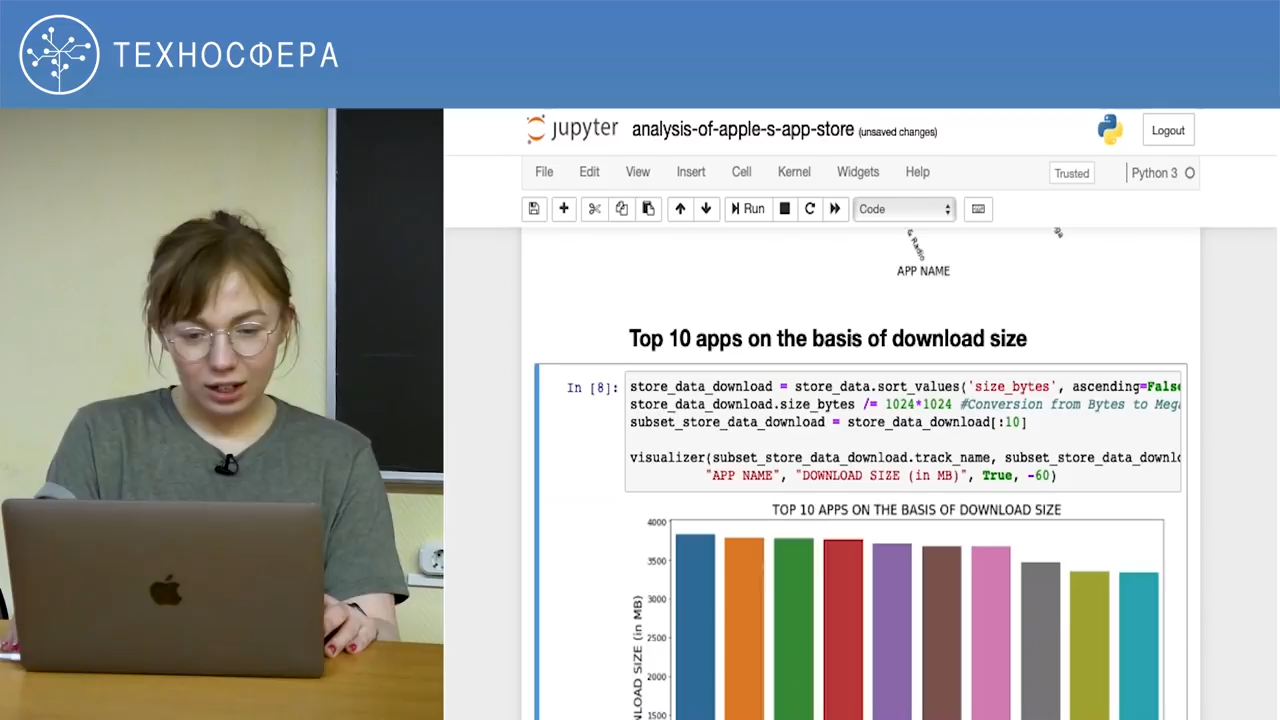 ТЕХНОСФЕРА
jupyter analysis-of-apple-s-app-store (unsaved changes)
Logout
File Edit View Insert Cell Kernel Widgets Help
Trusted
Python 3
Run
Code
& Radio
APP NAME
Top 10 apps on the basis of download size
In [8]:
store_data_download = store_data.sort_values('size_bytes', ascending=False
store_data_download.size_bytes /= 1024*1024 #Conversion from Bytes to Mega
subset_store_data_download = store_data_download[:10]
visualizer(subset_store_data_download.track_name, subset_store_data_downlo
"APP NAME", "DOWNLOAD SIZE (in MB)", True, -60)
TOP 10 APPS ON THE BASIS OF DOWNLOAD SIZE
4000
3500
3000
2500
2000
1500
NLOAD SIZE (in MB)